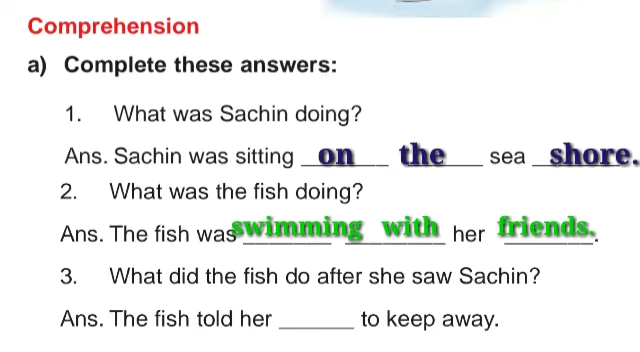 Comprehension
a) Complete these answers:
1. What was Sachin doing?
Ans. Sachin was sitting on the sea shore.
2. What was the fish doing?
Ans. The fish was swimming with her friends.
3. What did the fish do after she saw Sachin?
Ans. The fish told her ______ to keep away.